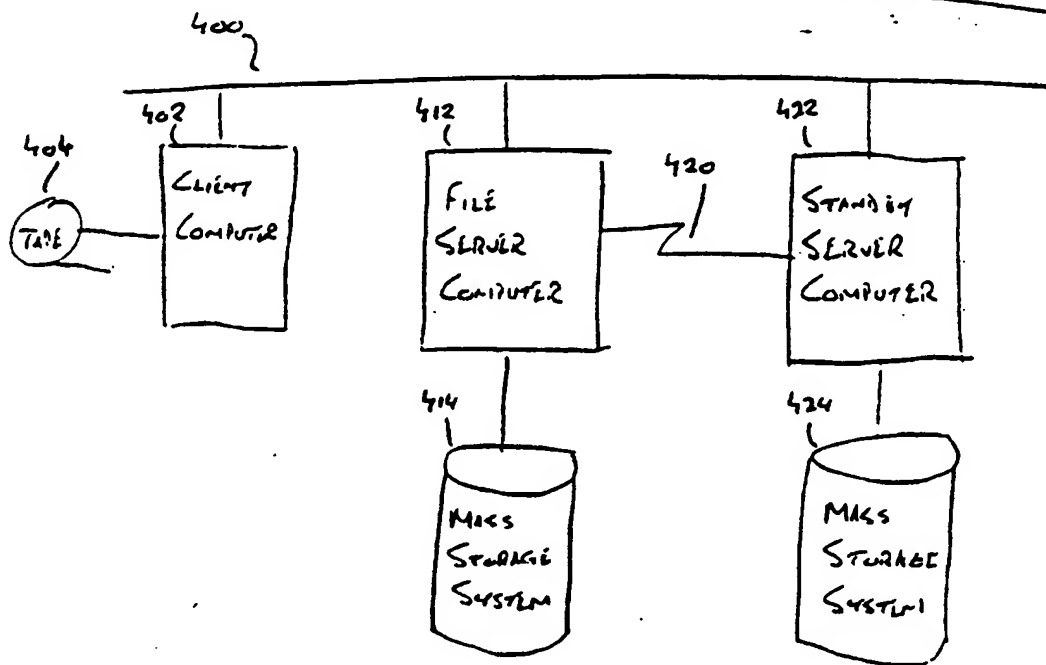 400
402
412
422
404
420
TAPE
CLIENT
COMPUTER
FILE
SERVER
COMPUTER
STANDBY
SERVER
COMPUTER
414
424
MASS
STORAGE
SYSTEM
MASS
STORAGE
SYSTEM